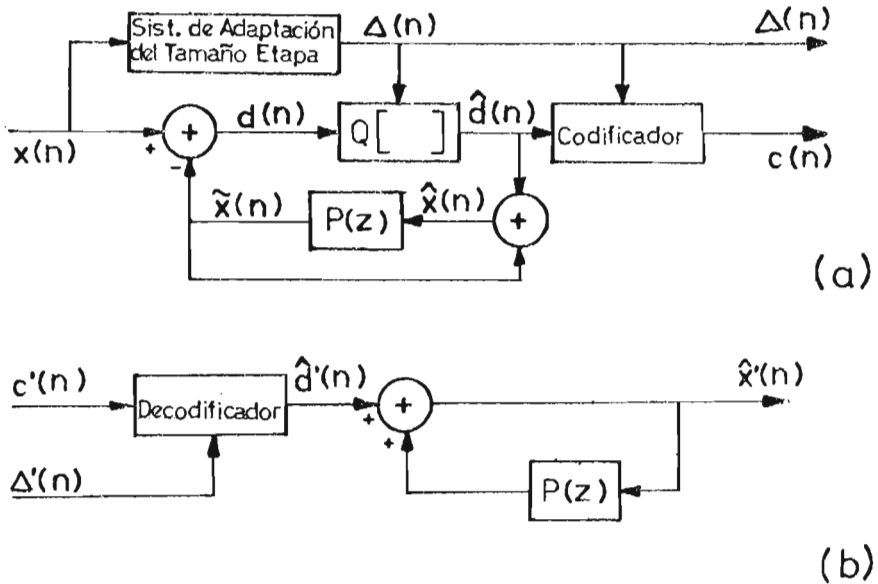 Sist. de Adaptación
del Tamaño Etapa
Δ(n)
Δ(n)
x(n)
+
-
+
d(n)
Q[ ]
d̂(n)
Codificador
c(n)
x̃(n)
P(z)
x̂(n)
+
(a)
c'(n)
Decodificador
d̂'(n)
+
+
+
x̂'(n)
Δ'(n)
P(z)
(b)